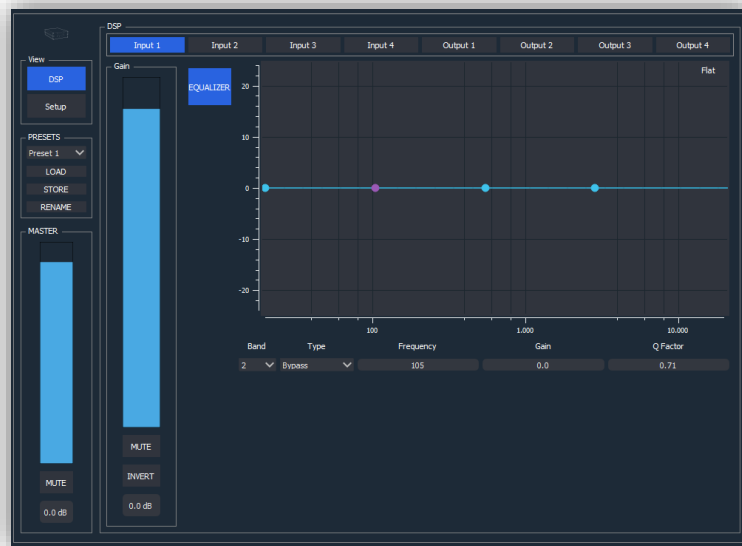 DSP
Input 1 Input 2 Input 3 Input 4 Output 1 Output 2 Output 3 Output 4
View
DSP
Setup
PRESETS
Preset 1
LOAD
STORE
RENAME
MASTER
MUTE
0.0 dB
Gain
MUTE
INVERT
0.0 dB
EQUALIZER
Flat
20
10
0
-10
-20
100 1.000 10.000
Band Type Frequency Gain Q Factor
2 Bypass 105 0.0 0.71